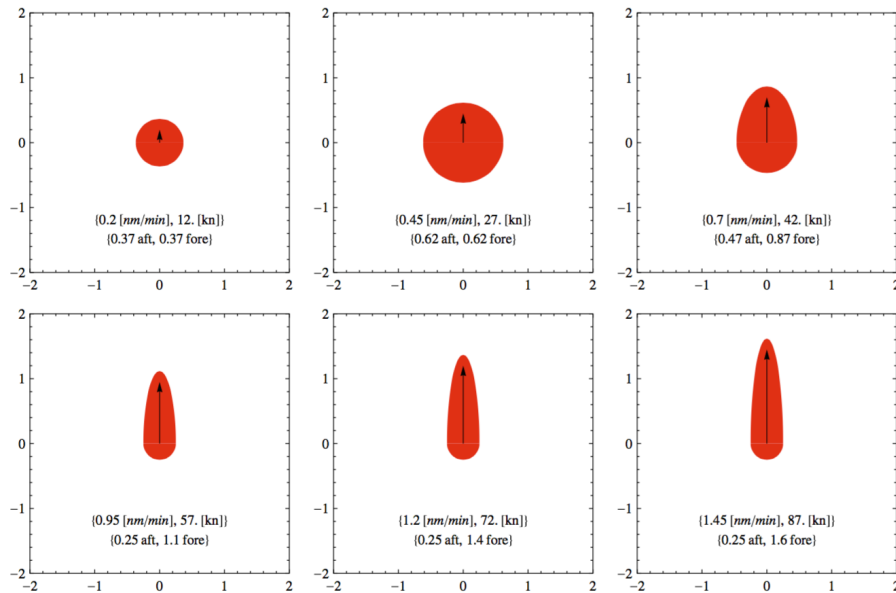 2
1
0
−1
−2
{0.2 [nm/min], 12. [kn]}
{0.37 aft, 0.37 fore}
−2 −1 0 1 2
2
1
0
−1
−2
{0.45 [nm/min], 27. [kn]}
{0.62 aft, 0.62 fore}
−2 −1 0 1 2
2
1
0
−1
−2
{0.7 [nm/min], 42. [kn]}
{0.47 aft, 0.87 fore}
−2 −1 0 1 2
2
1
0
−1
−2
{0.95 [nm/min], 57. [kn]}
{0.25 aft, 1.1 fore}
−2 −1 0 1 2
2
1
0
−1
−2
{1.2 [nm/min], 72. [kn]}
{0.25 aft, 1.4 fore}
−2 −1 0 1 2
2
1
0
−1
−2
{1.45 [nm/min], 87. [kn]}
{0.25 aft, 1.6 fore}
−2 −1 0 1 2